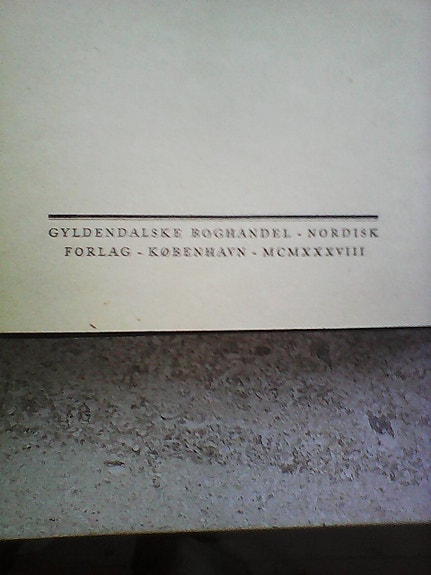 GYLDENDALSKE BOGHANDEL - NORDISK
FORLAG - KØBENHAVN - MCMXXXVIII